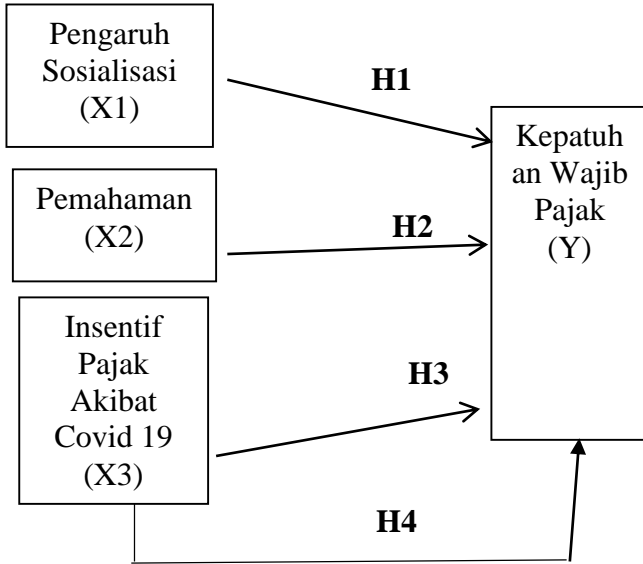 Pengaruh
Sosialisasi
(X1)
H1
Kepatuh
an Wajib
Pajak
(Y)
Pemahaman
(X2)
H2
Insentif
Pajak
Akibat
Covid 19
(X3)
H3
H4